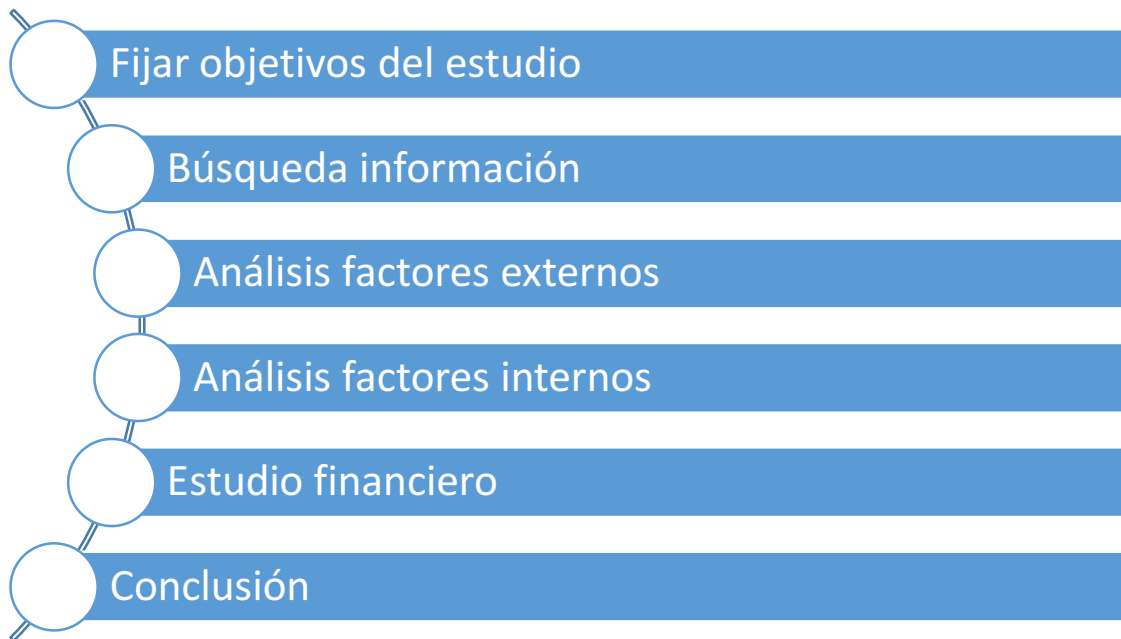 Fijar objetivos del estudio
Búsqueda información
Análisis factores externos
Análisis factores internos
Estudio financiero
Conclusión